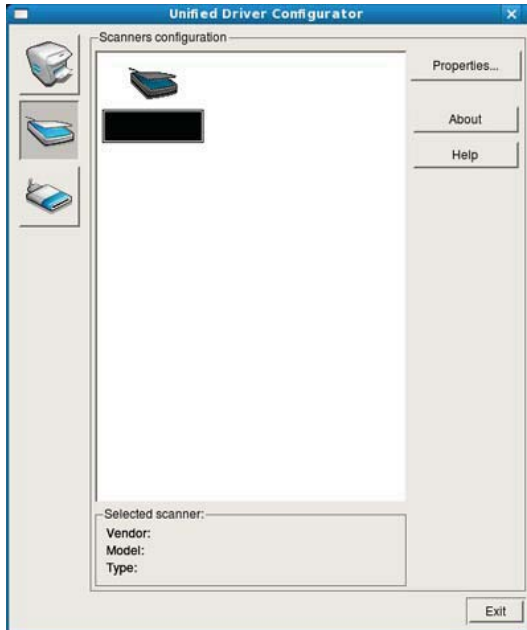 Unified Driver Configurator
Scanners configuration
Properties...
About
Help
Selected scanner:
Vendor:
Model:
Type:
Exit